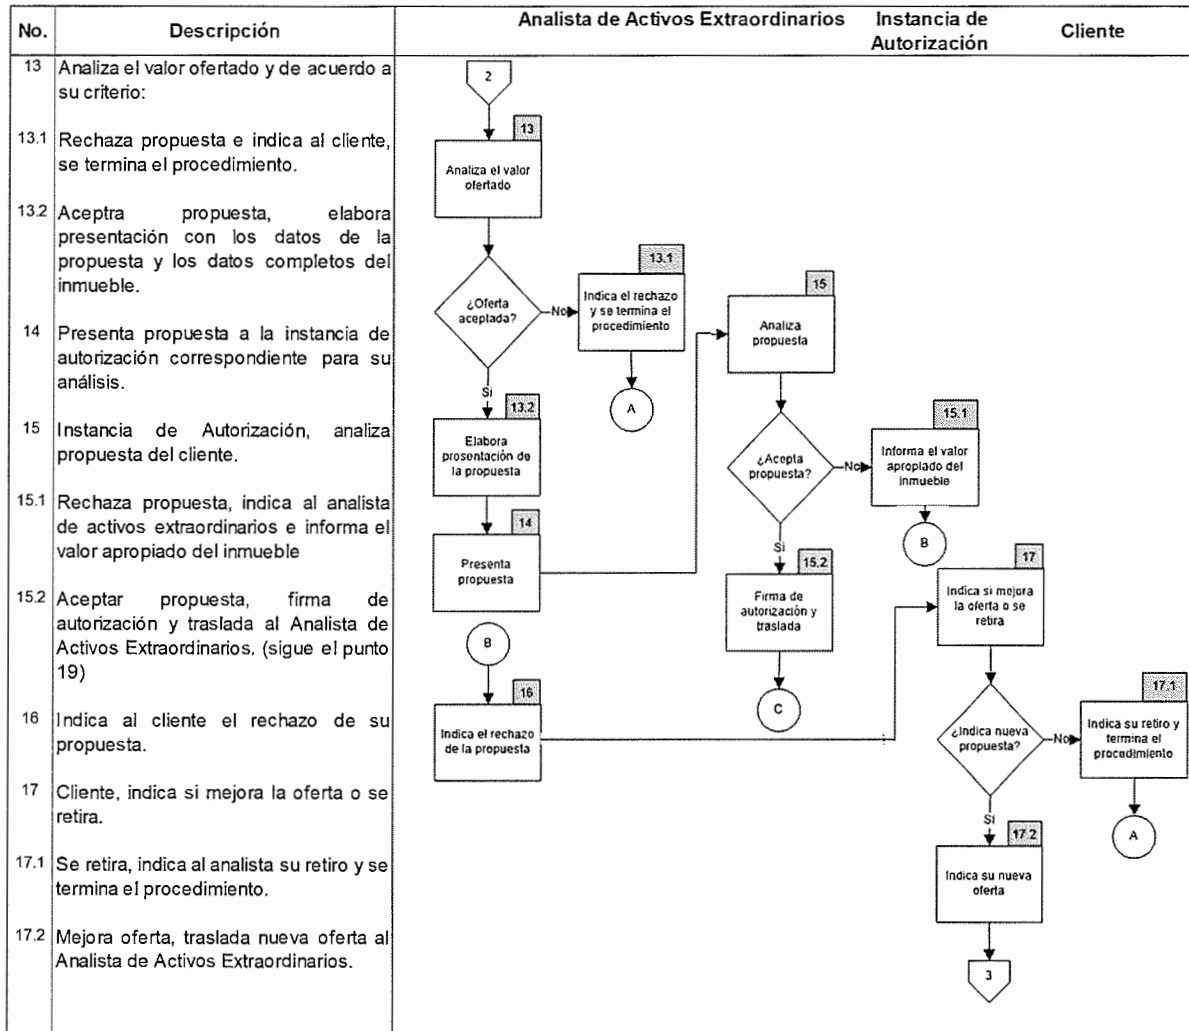 No.
Descripción
Analista de Activos Extraordinarios
Instancia de
Autorización
Cliente
13 Analiza el valor ofertado y de acuerdo a
su criterio:
13.1 Rechaza propuesta e indica al cliente,
se termina el procedimiento.
13.2 Aceptra propuesta, elabora
presentación con los datos de la
propuesta y los datos completos del
inmueble.
14 Presenta propuesta a la instancia de
autorización correspondiente para su
análisis.
15 Instancia de Autorización, analiza
propuesta del cliente.
15.1 Rechaza propuesta, indica al analista
de activos extraordinarios e informa el
valor apropiado del inmueble
15.2 Aceptar propuesta, firma de
autorización y traslada al Analista de
Activos Extraordinarios. (sigue el punto
19)
16 Indica al cliente el rechazo de su
propuesta.
17 Cliente, indica si mejora la oferta o se
retira.
17.1 Se retira, indica al analista su retiro y se
termina el procedimiento.
17.2 Mejora oferta, traslada nueva oferta al
Analista de Activos Extraordinarios.
2
13
Analiza el valor
ofertado
¿Oferta
aceptada?
No
13.1
Indica el rechazo
y se termina el
procedimiento
A
Si
13.2
Elabora
presentación de
la propuesta
14
Presenta
propuesta
B
16
Indica el rechazo
de la propuesta
15
Analiza
propuesta
¿Acepta
propuesta?
No
15.1
Informa el valor
apropiado del
inmueble
B
Si
15.2
Firma de
autorización y
traslada
C
17
Indica si mejora
la oferta o se
retira
¿Indica nueva
propuesta?
No
17.1
Indica su retiro y
termina el
procedimiento
A
Si
17.2
Indica su nueva
oferta
3